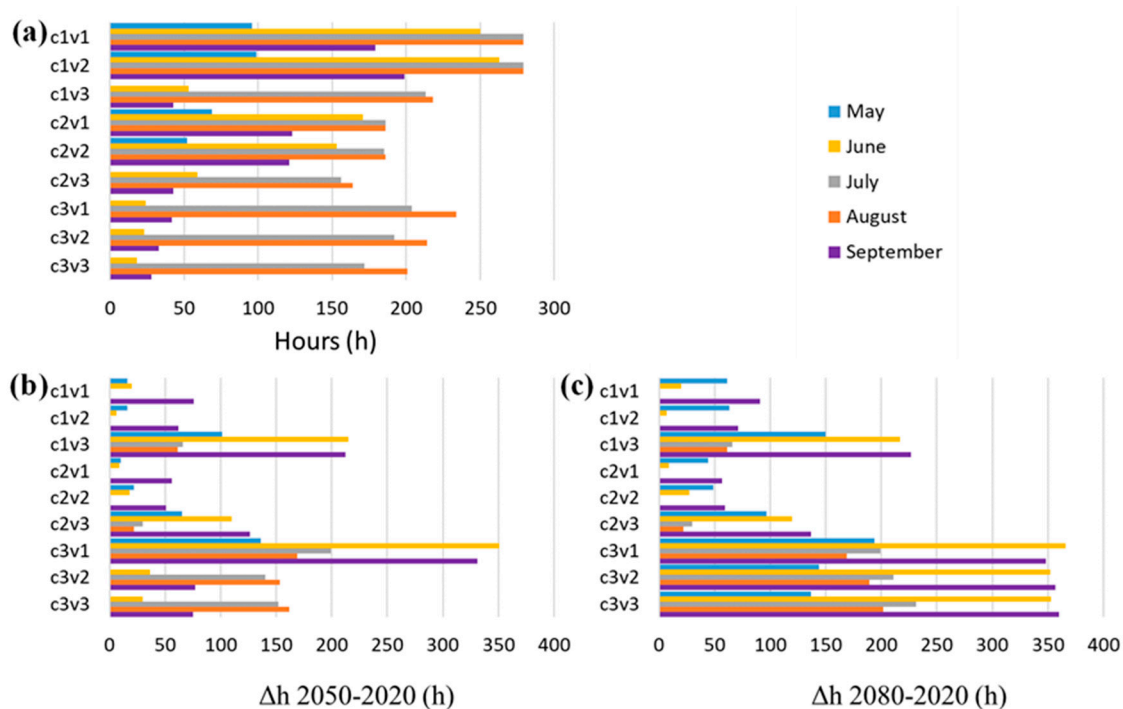 (a)
c1v1
c1v2
c1v3
c2v1
c2v2
c2v3
c3v1
c3v2
c3v3
0 50 100 150 200 250 300
Hours (h)
May
June
July
August
September
(b)
c1v1
c1v2
c1v3
c2v1
c2v2
c2v3
c3v1
c3v2
c3v3
0 50 100 150 200 250 300 350 400
Δh 2050-2020 (h)
(c)
c1v1
c1v2
c1v3
c2v1
c2v2
c2v3
c3v1
c3v2
c3v3
0 50 100 150 200 250 300 350 400
Δh 2080-2020 (h)